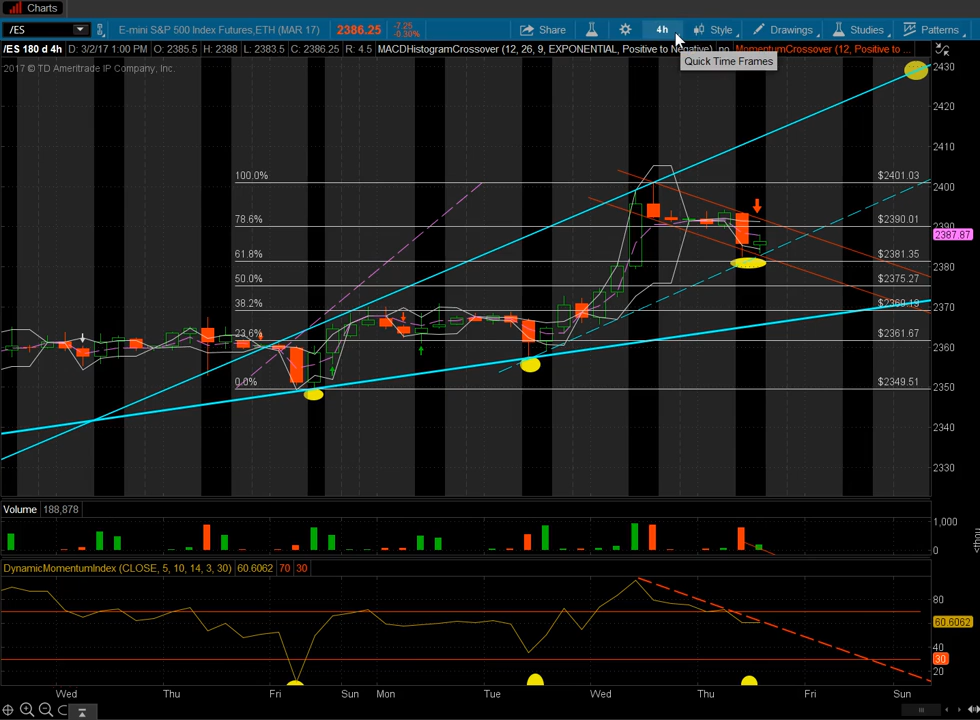 Charts
/ES E-mini S&P 500 Index Futures,ETH (MAR 17) 2386.25 -7.25 -0.30% Share 4h Style Drawings Studies Patterns
/ES 180 d 4h D: 3/2/17 1:00 PM O: 2385.5 H: 2388 L: 2383.5 C: 2386.25 R: 4.5 MACDHistogramCrossover (12, 26, 9, EXPONENTIAL, Positive to Negative) no MomentumCrossover (12, Positive to ...
Quick Time Frames
2017 © TD Ameritrade IP Company, Inc.
2430
2420
2410
2400
2390
2387.87
2380
2370
2360
2350
2340
2330
100.0% $2401.03
78.6% $2390.01
61.8% $2381.35
50.0% $2375.27
38.2% $2369.19
23.6% $2361.67
0.0% $2349.51
Volume 188,878
1,000
0
<thou
DynamicMomentumIndex (CLOSE, 5, 10, 14, 3, 30) 60.6062 70 30
80
60.6062
30
20
Wed Thu Fri Sun Mon Tue Wed Thu Fri Sun